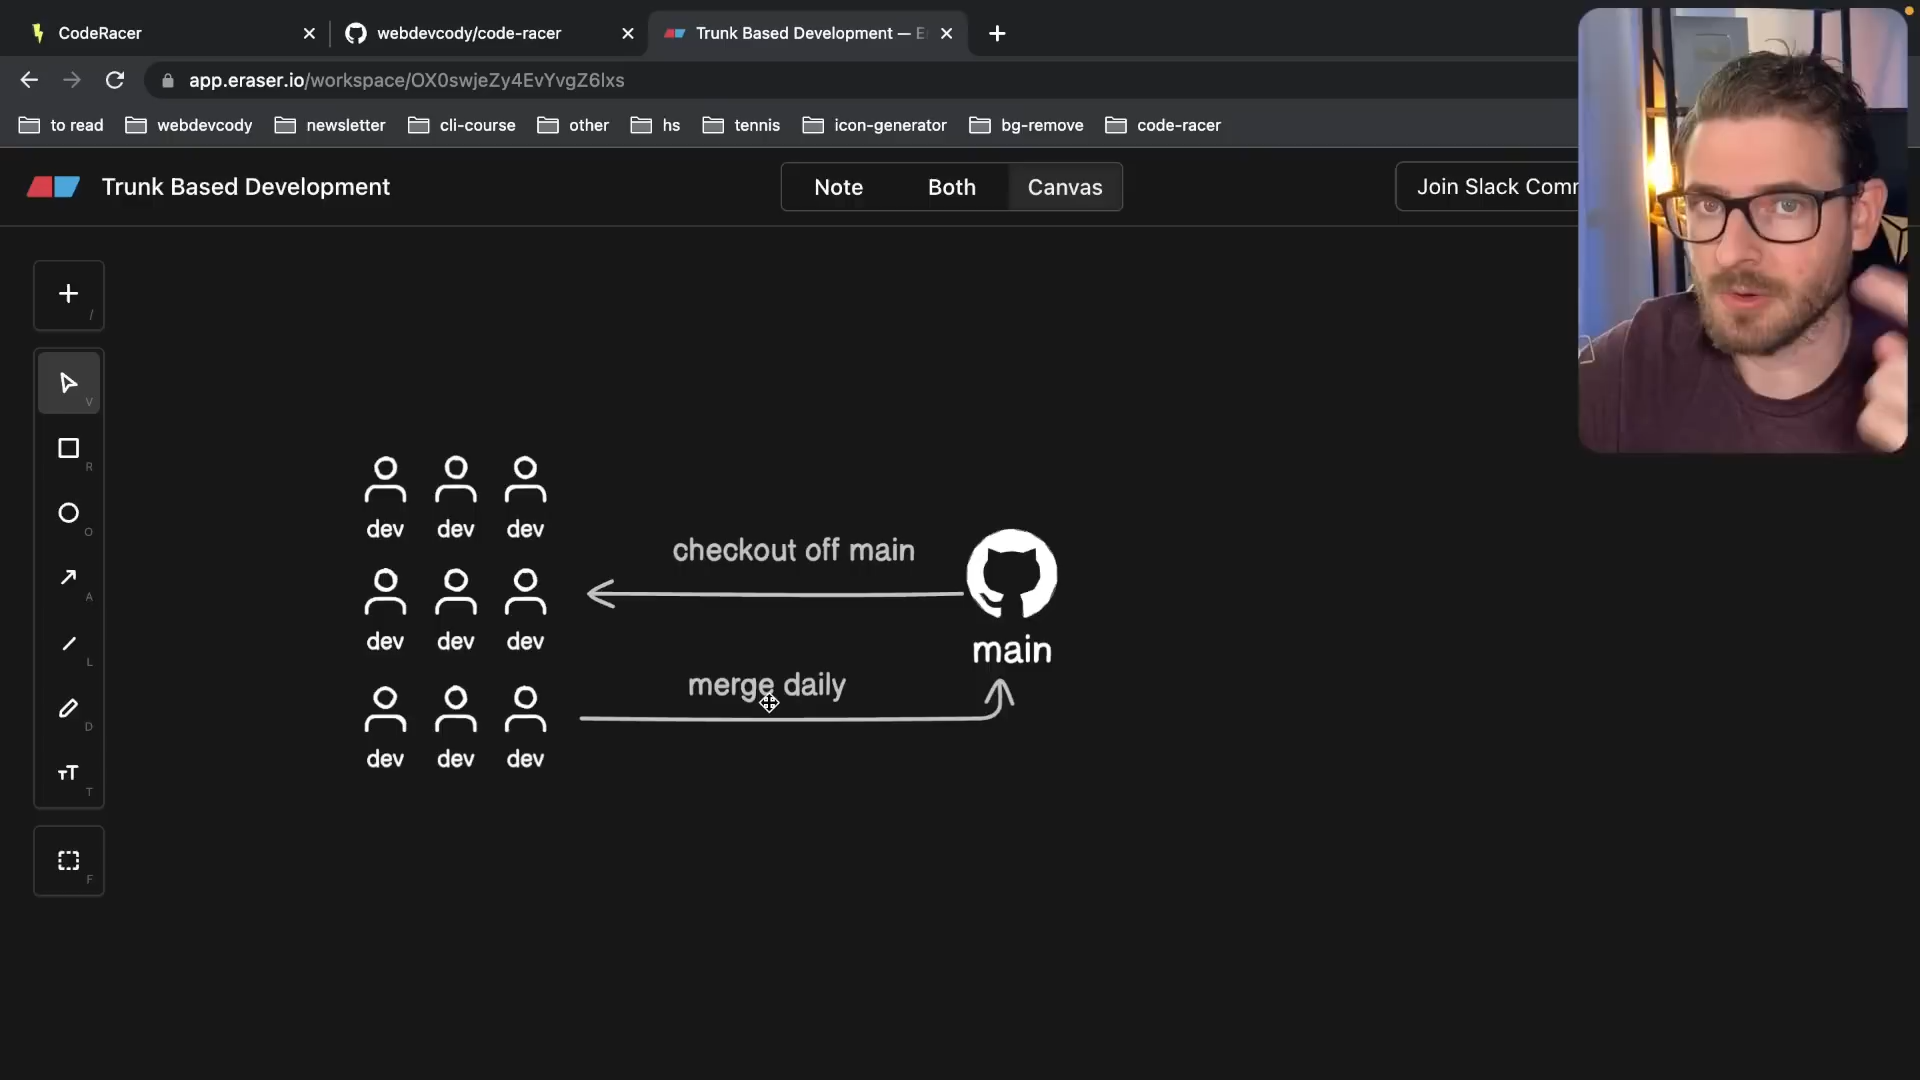 CodeRacer
webdevcody/code-racer
Trunk Based Development — E
app.eraser.io/workspace/OX0swjeZy4EvYvgZ6lxs
to read
webdevcody
newsletter
cli-course
other
hs
tennis
icon-generator
bg-remove
code-racer
Trunk Based Development
Note
Both
Canvas
Join Slack Comm
/
V
R
O
A
L
D
T
F
dev dev dev
dev dev dev
dev dev dev
checkout off main
main
merge daily